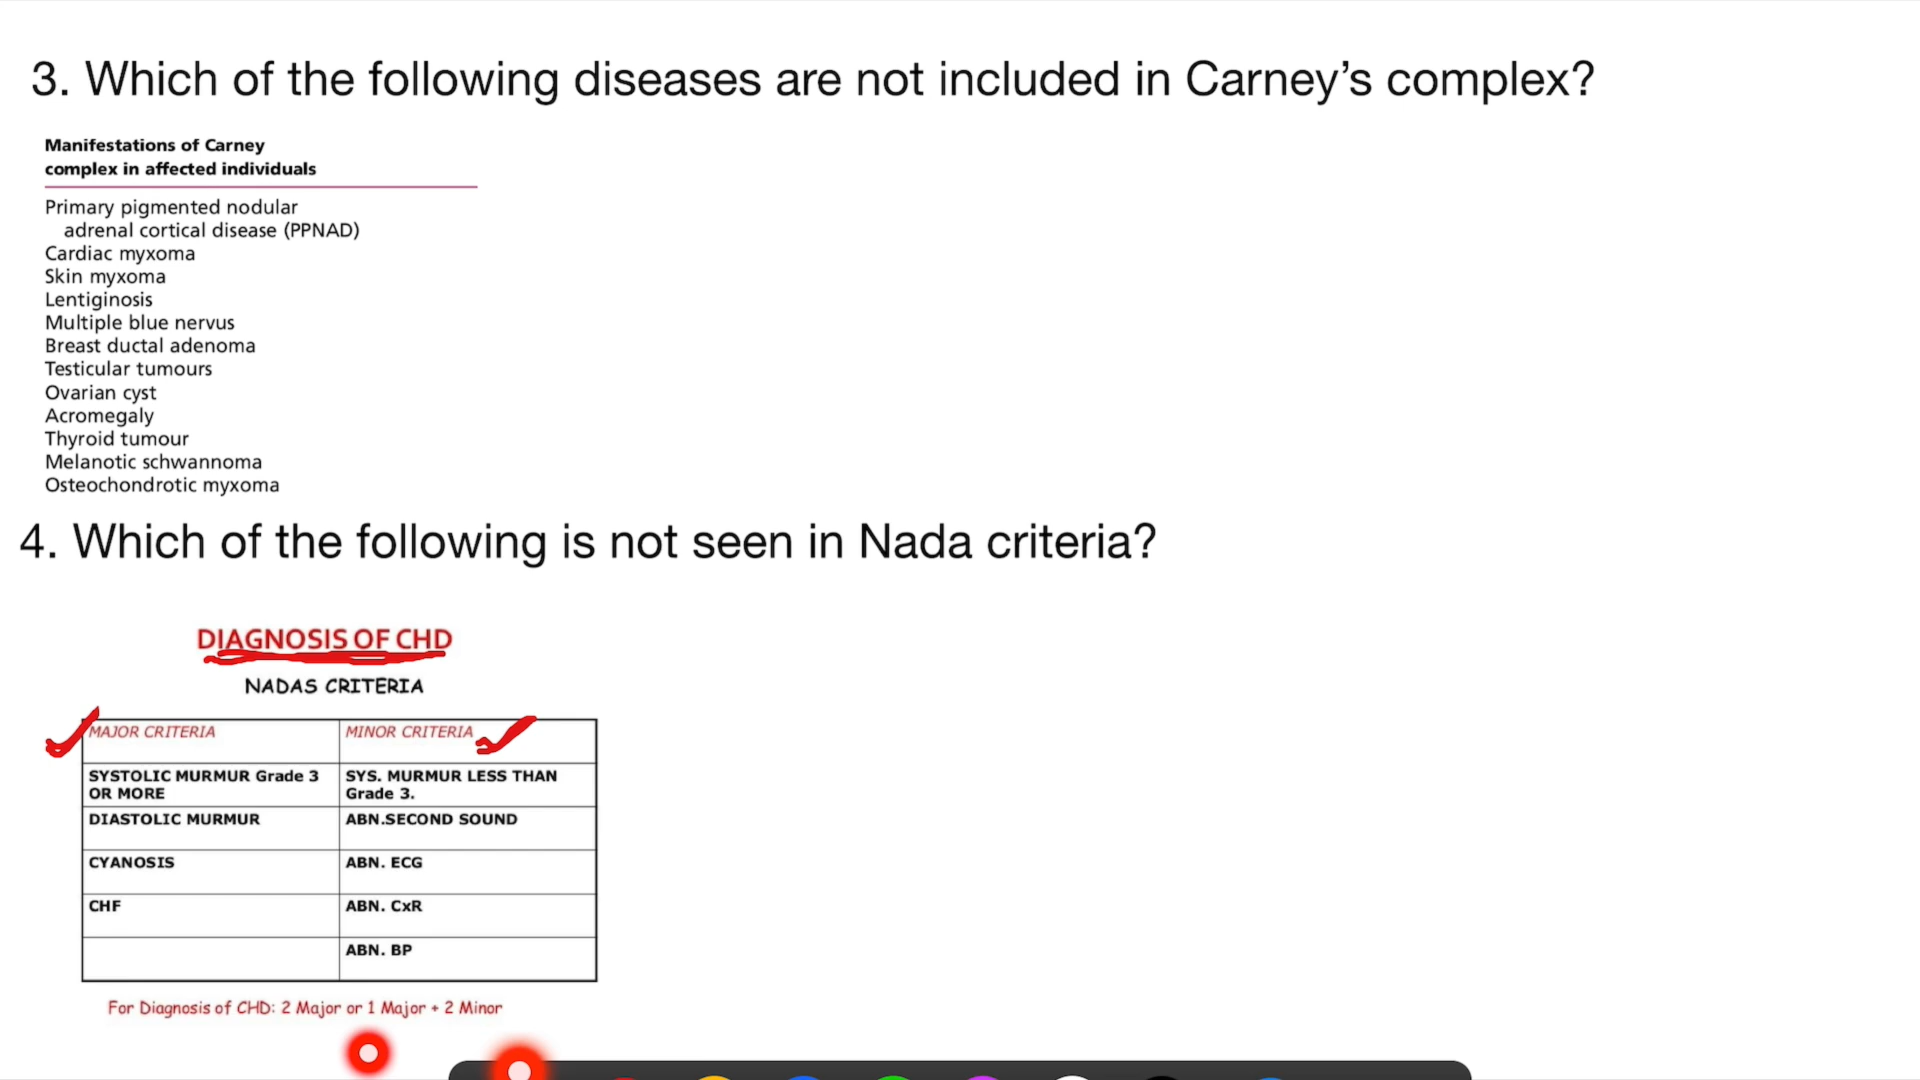 3. Which of the following diseases are not included in Carney’s complex?
Manifestations of Carney
complex in affected individuals
Primary pigmented nodular
adrenal cortical disease (PPNAD)
Cardiac myxoma
Skin myxoma
Lentiginosis
Multiple blue nervus
Breast ductal adenoma
Testicular tumours
Ovarian cyst
Acromegaly
Thyroid tumour
Melanotic schwannoma
Osteochondrotic myxoma
4. Which of the following is not seen in Nada criteria?
DIAGNOSIS OF CHD
NADAS CRITERIA
MAJOR CRITERIA MINOR CRITERIA
SYSTOLIC MURMUR Grade 3 SYS. MURMUR LESS THAN
OR MORE Grade 3.
DIASTOLIC MURMUR ABN.SECOND SOUND
CYANOSIS ABN. ECG
CHF ABN. CxR
ABN. BP
For Diagnosis of CHD: 2 Major or 1 Major + 2 Minor